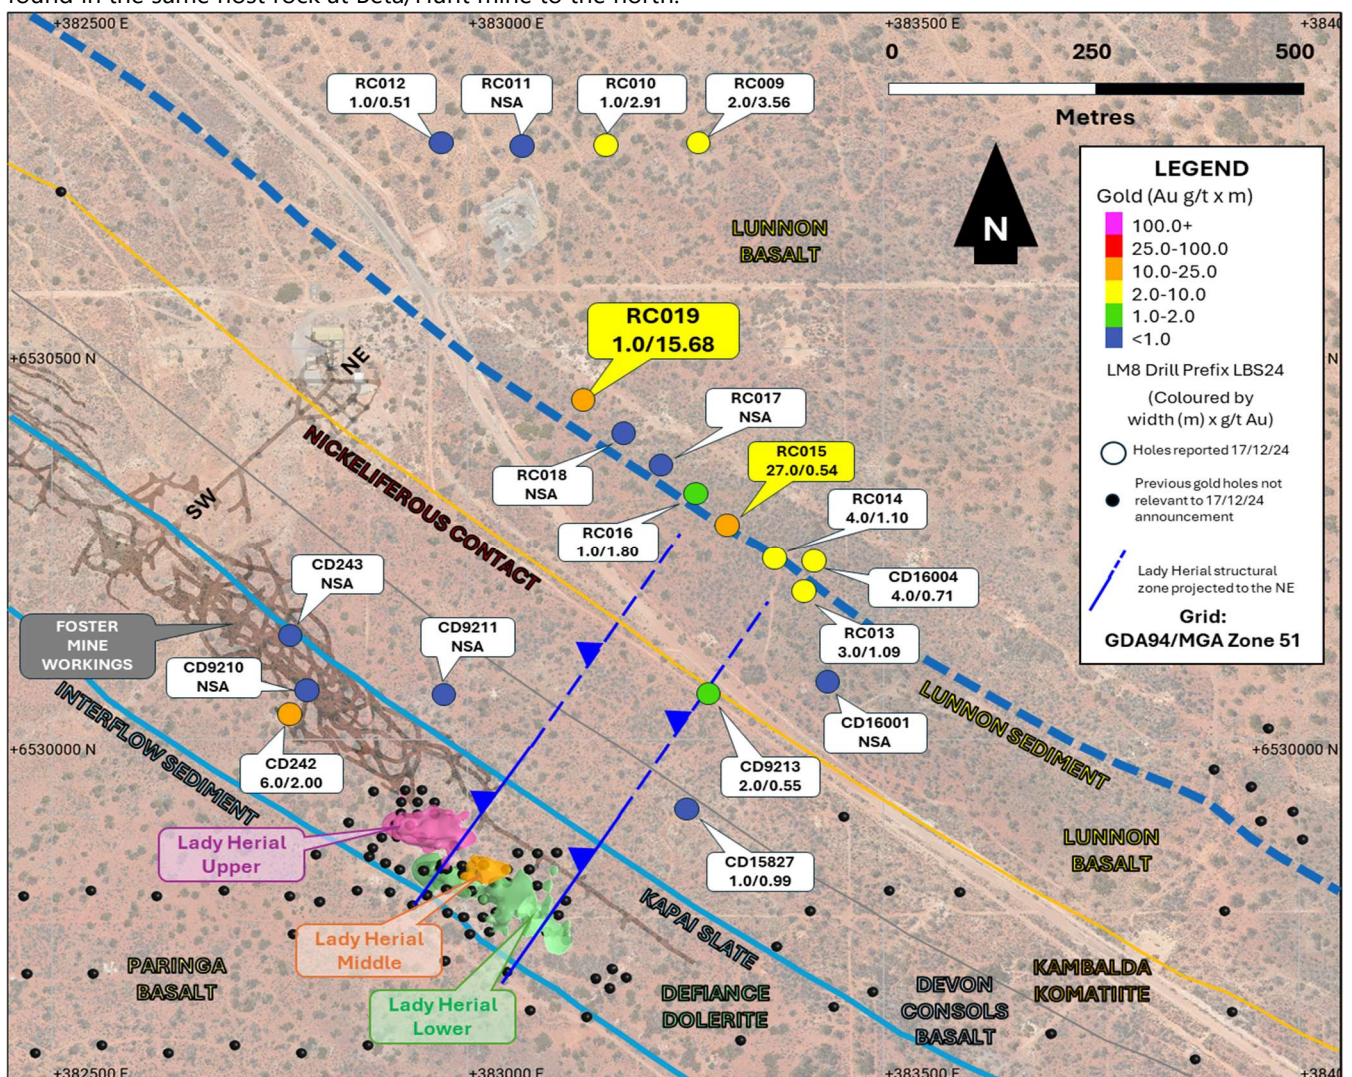 found in the same host rock at Beta/Hunt mine to the north.
+382500 E
+383000 E
+383500 E
+3840
0
250
500
Metres
RC012
1.0/0.51
RC011
NSA
RC010
1.0/2.91
RC009
2.0/3.56
N
LEGEND
Gold (Au g/t x m)
100.0+
25.0-100.0
10.0-25.0
2.0-10.0
1.0-2.0
<1.0
LM8 Drill Prefix LBS24
(Coloured by
width (m) x g/t Au)
Holes reported 17/12/24
Previous gold holes not
relevant to 17/12/24
announcement
Lady Herial structural
zone projected to the NE
Grid:
GDA94/MGA Zone 51
LUNNON
BASALT
RC019
1.0/15.68
+6530500 N
N
NE
SW
RC017
NSA
RC018
NSA
RC015
27.0/0.54
RC016
1.0/1.80
RC014
4.0/1.10
CD16004
4.0/0.71
RC013
3.0/1.09
NICKELIFEROUS CONTACT
CD243
NSA
FOSTER
MINE
WORKINGS
CD9210
NSA
CD9211
NSA
CD16001
NSA
LUNNON SEDIMENT
INTERFLOW SEDIMENT
+6530000 N
+6530000 N
CD242
6.0/2.00
CD9213
2.0/0.55
Lady Herial
Upper
CD15827
1.0/0.99
LUNNON
BASALT
Lady Herial
Middle
KAPAI SLATE
PARINGA
BASALT
Lady Herial
Lower
DEFIANCE
DOLERITE
DEVON
CONSOLS
BASALT
KAMBALDA
KOMATIITE
+382500 E
+383000 E
+383500 E
+3840